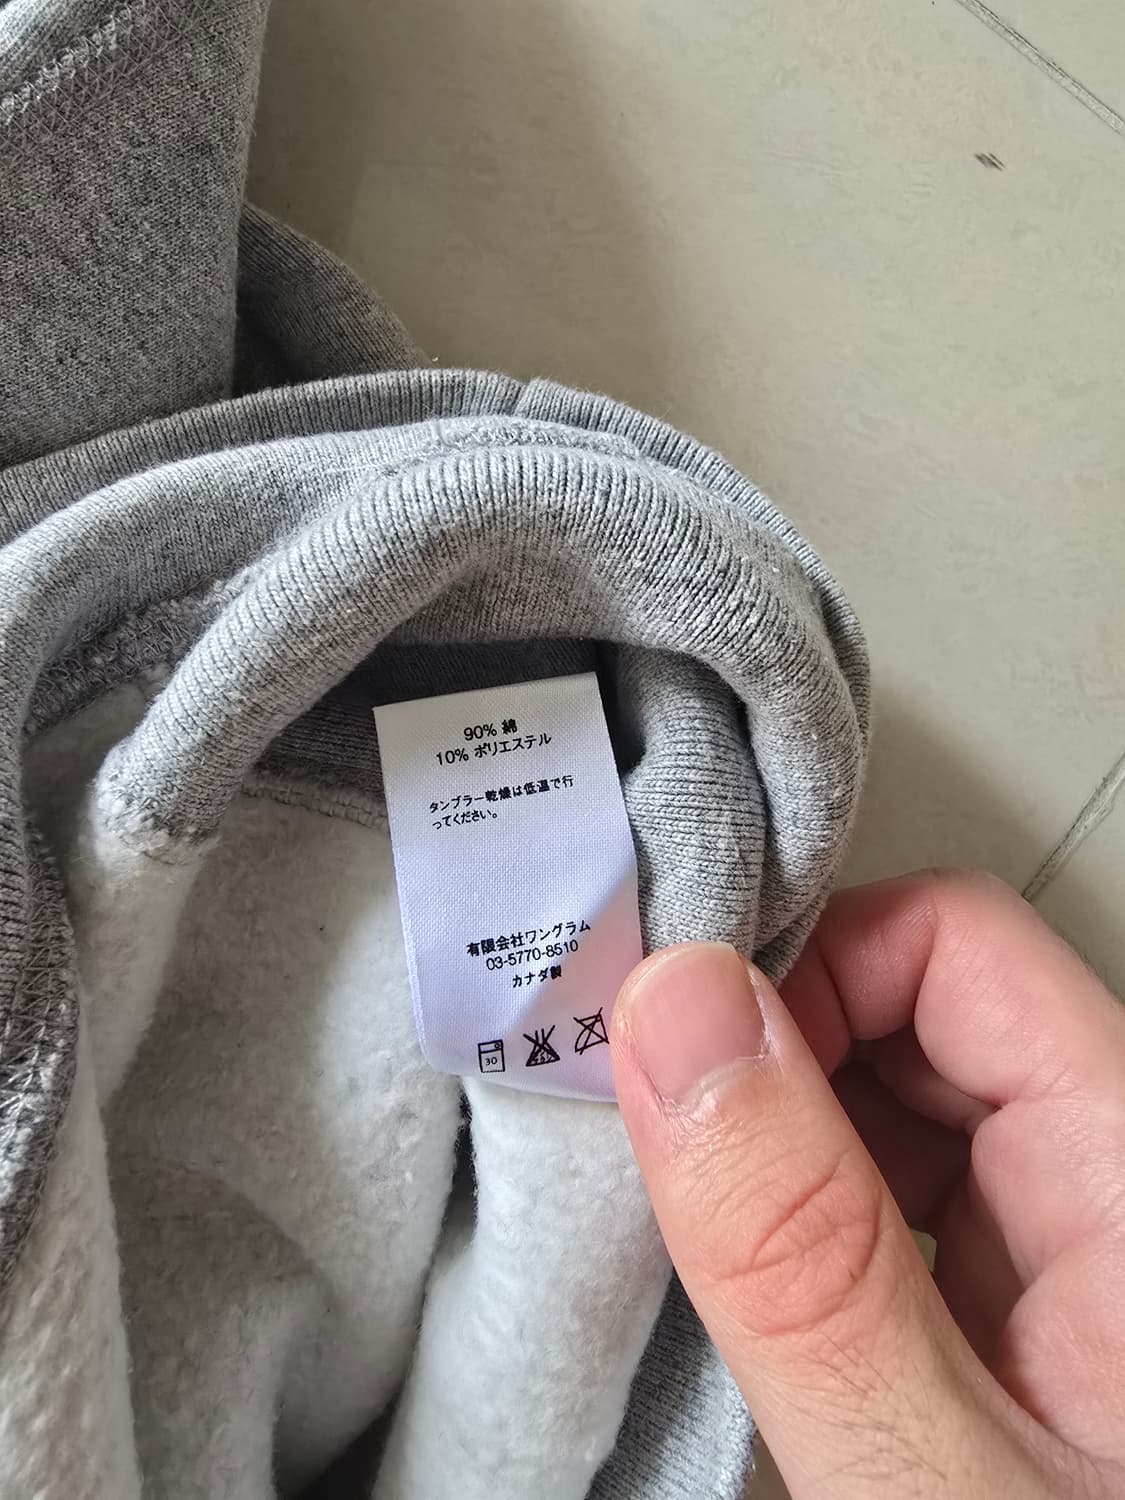 90% 綿
10% ポリエステル
タンブラー乾燥は低温で行
ってください。
有限会社ワングラム
03-5770-8510
カナダ製
30